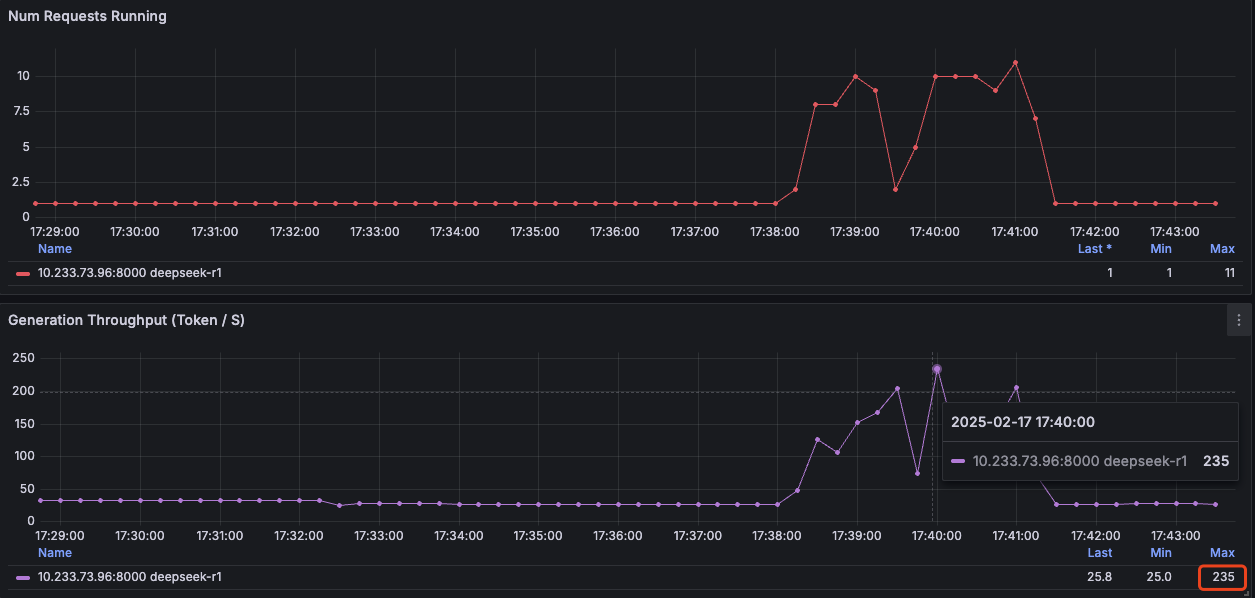 Num Requests Running
10
7.5
5
2.5
0
17:29:00 17:30:00 17:31:00 17:32:00 17:33:00 17:34:00 17:35:00 17:36:00 17:37:00 17:38:00 17:39:00 17:40:00 17:41:00 17:42:00 17:43:00
Name Last * Min Max
10.233.73.96:8000 deepseek-r1 1 1 11
Generation Throughput (Token / S)
250
200
150
100
50
0
2025-02-17 17:40:00
10.233.73.96:8000 deepseek-r1 235
17:29:00 17:30:00 17:31:00 17:32:00 17:33:00 17:34:00 17:35:00 17:36:00 17:37:00 17:38:00 17:39:00 17:40:00 17:41:00 17:42:00 17:43:00
Name Last Min Max
10.233.73.96:8000 deepseek-r1 25.8 25.0 235